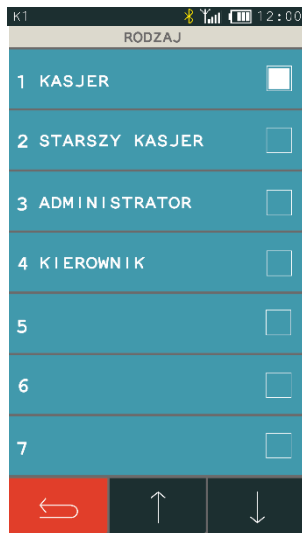 K1 12:00
RODZAJ
1 KASJER
2 STARSZY KASJER
3 ADMINISTRATOR
4 KIEROWNIK
5
6
7